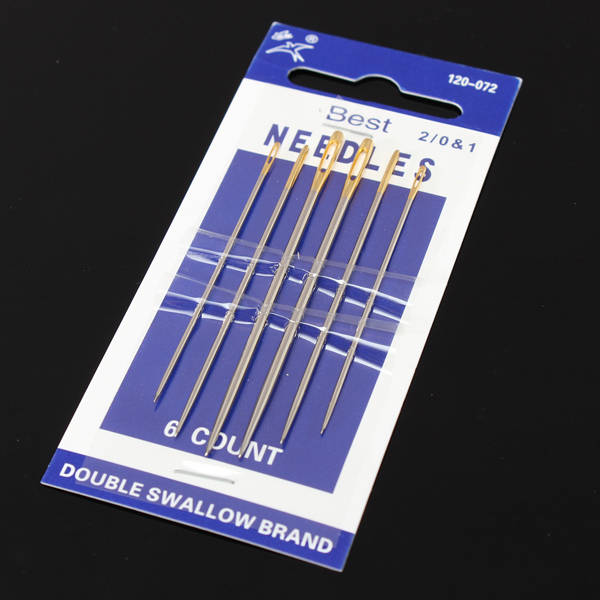 ®
120-072
Best
2/0 & 1
NEEDLES
6 COUNT
DOUBLE SWALLOW BRAND